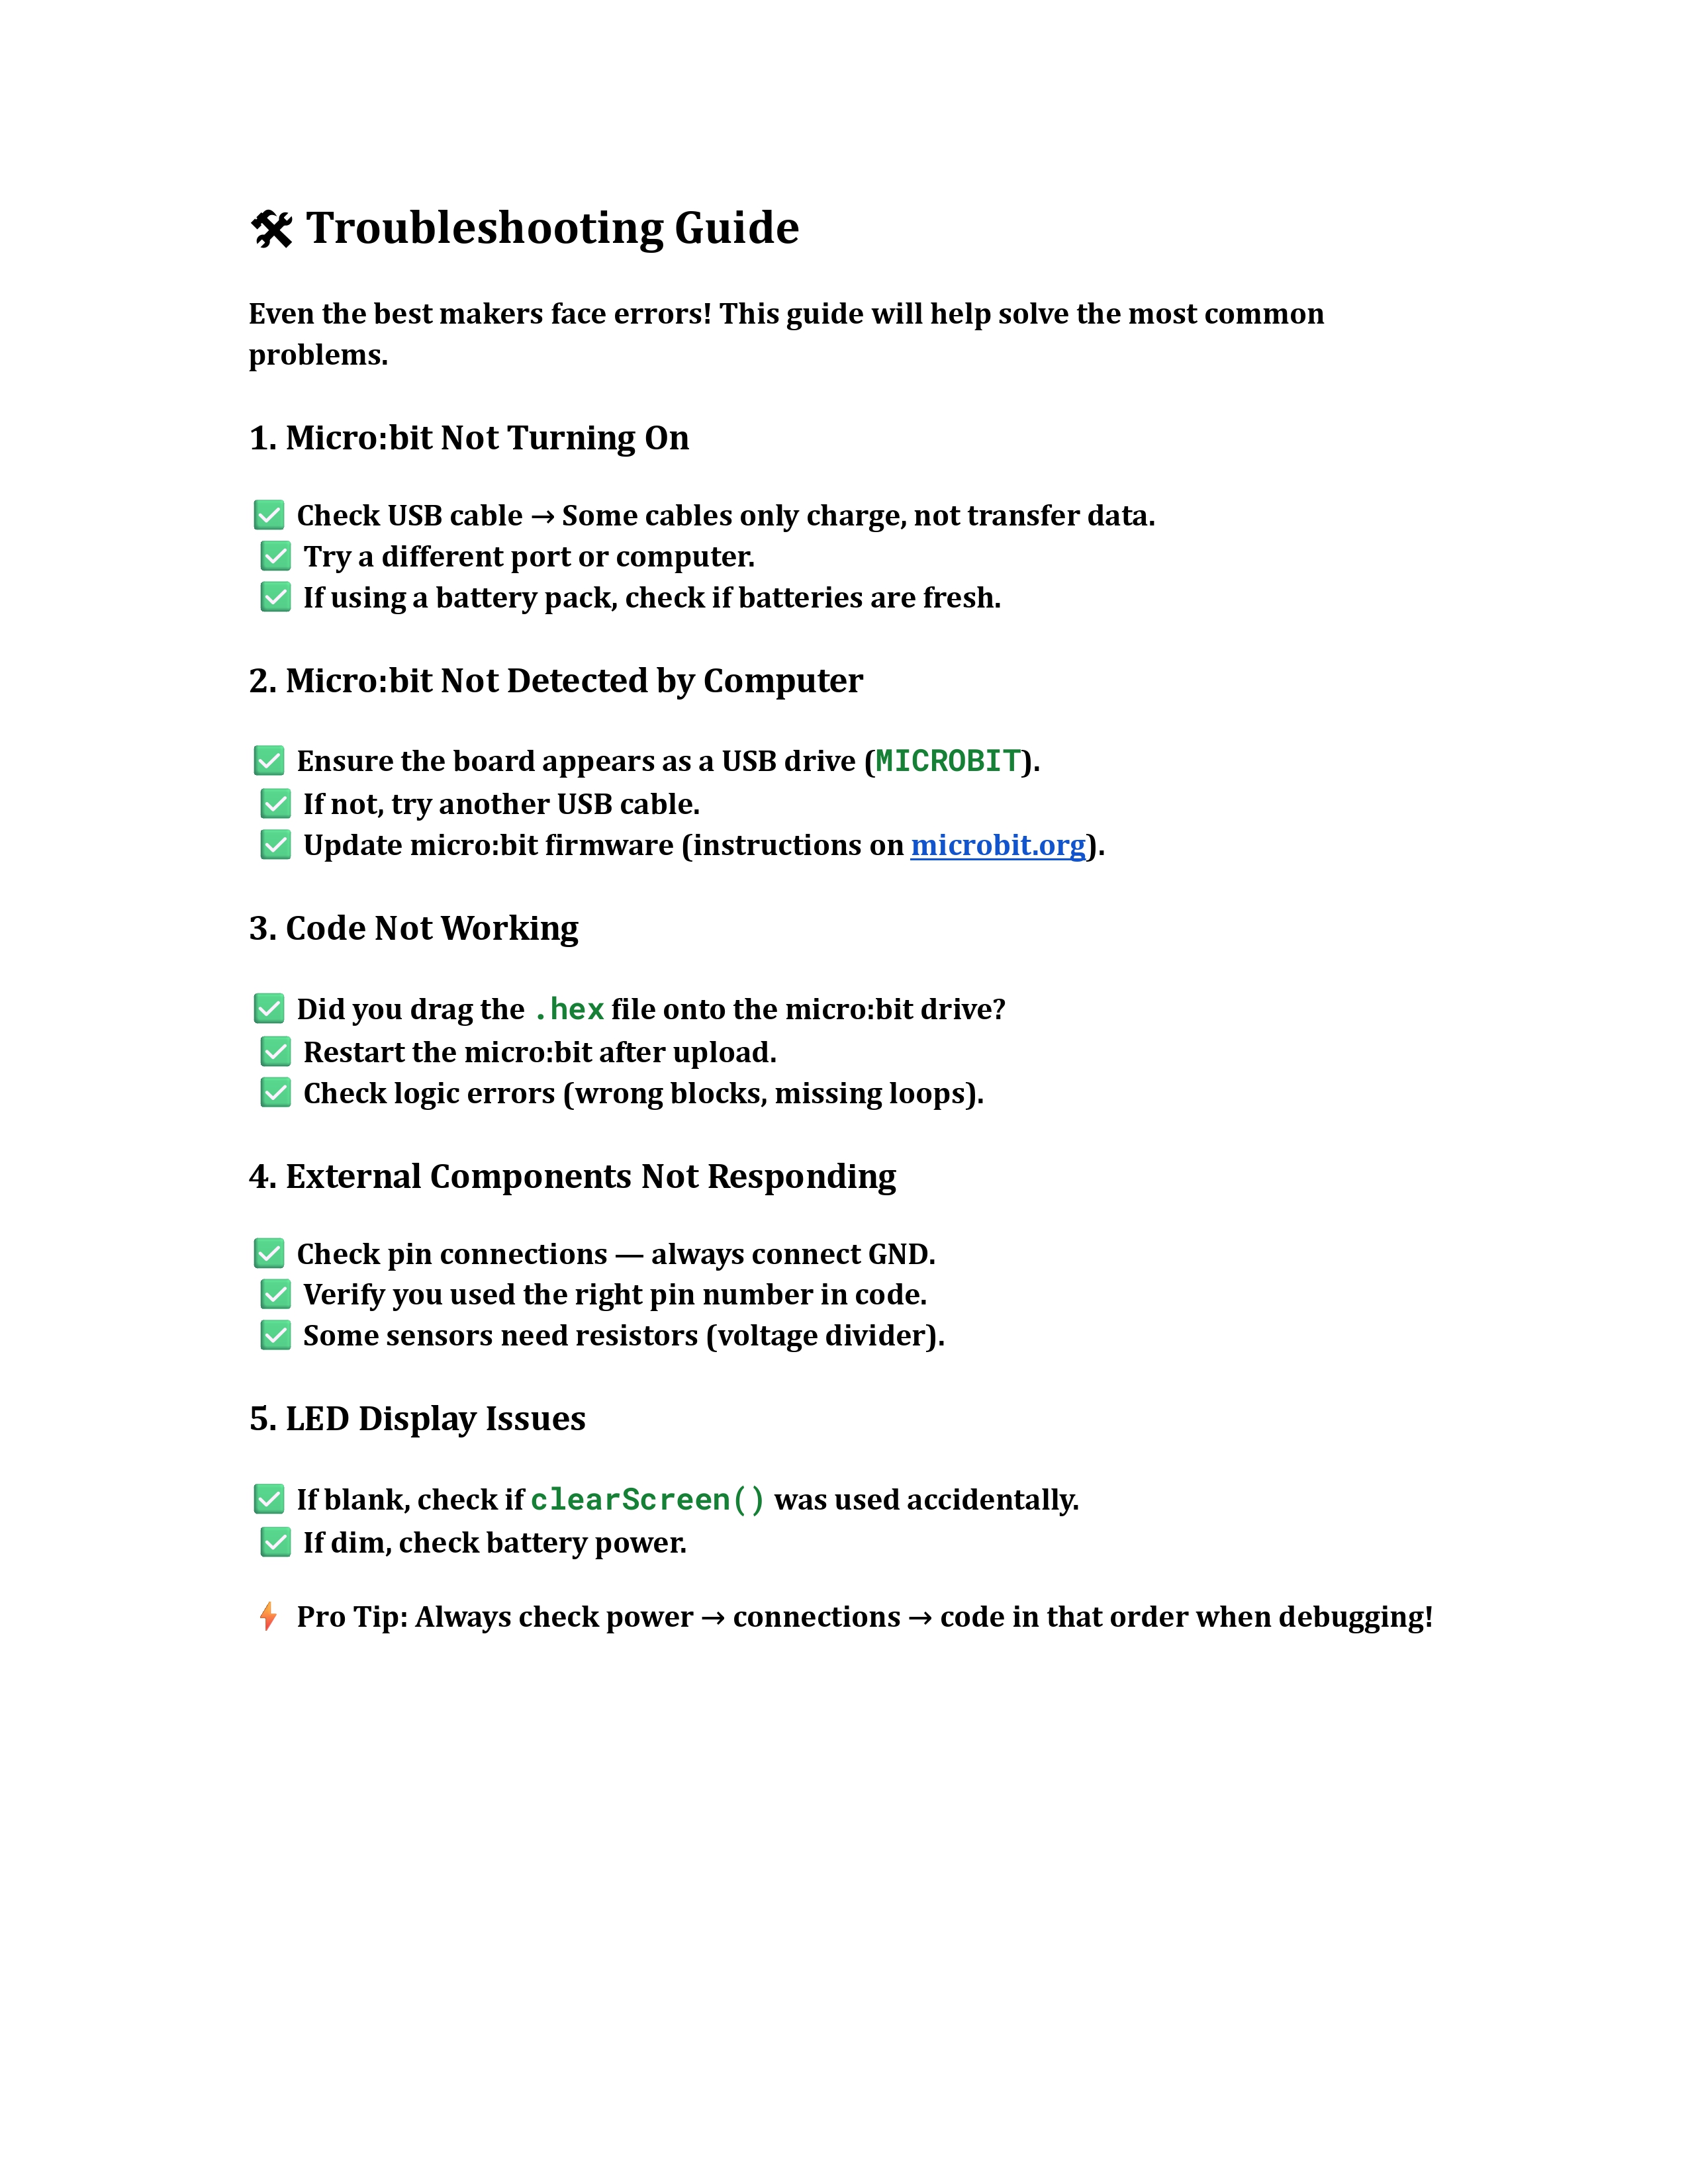 🛠 Troubleshooting Guide
Even the best makers face errors! This guide will help solve the most common
problems.
1. Micro:bit Not Turning On
✅ Check USB cable → Some cables only charge, not transfer data.
✅ Try a different port or computer.
✅ If using a battery pack, check if batteries are fresh.
2. Micro:bit Not Detected by Computer
✅ Ensure the board appears as a USB drive (MICROBIT).
✅ If not, try another USB cable.
✅ Update micro:bit firmware (instructions on microbit.org).
3. Code Not Working
✅ Did you drag the .hex file onto the micro:bit drive?
✅ Restart the micro:bit after upload.
✅ Check logic errors (wrong blocks, missing loops).
4. External Components Not Responding
✅ Check pin connections — always connect GND.
✅ Verify you used the right pin number in code.
✅ Some sensors need resistors (voltage divider).
5. LED Display Issues
✅ If blank, check if clearScreen() was used accidentally.
✅ If dim, check battery power.
⚡ Pro Tip: Always check power → connections → code in that order when debugging!